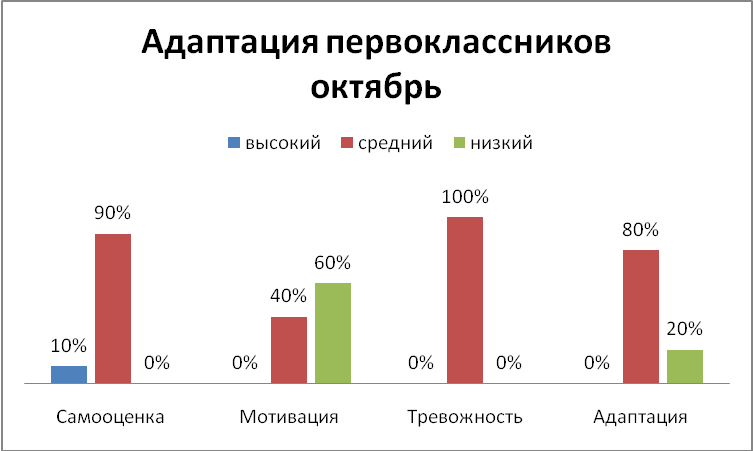 Адаптация первоклассников
октябрь
высокий средний низкий
10% 90% 0% 0% 40% 60% 0% 100% 0% 0% 80% 20%
Самооценка Мотивация Тревожность Адаптация